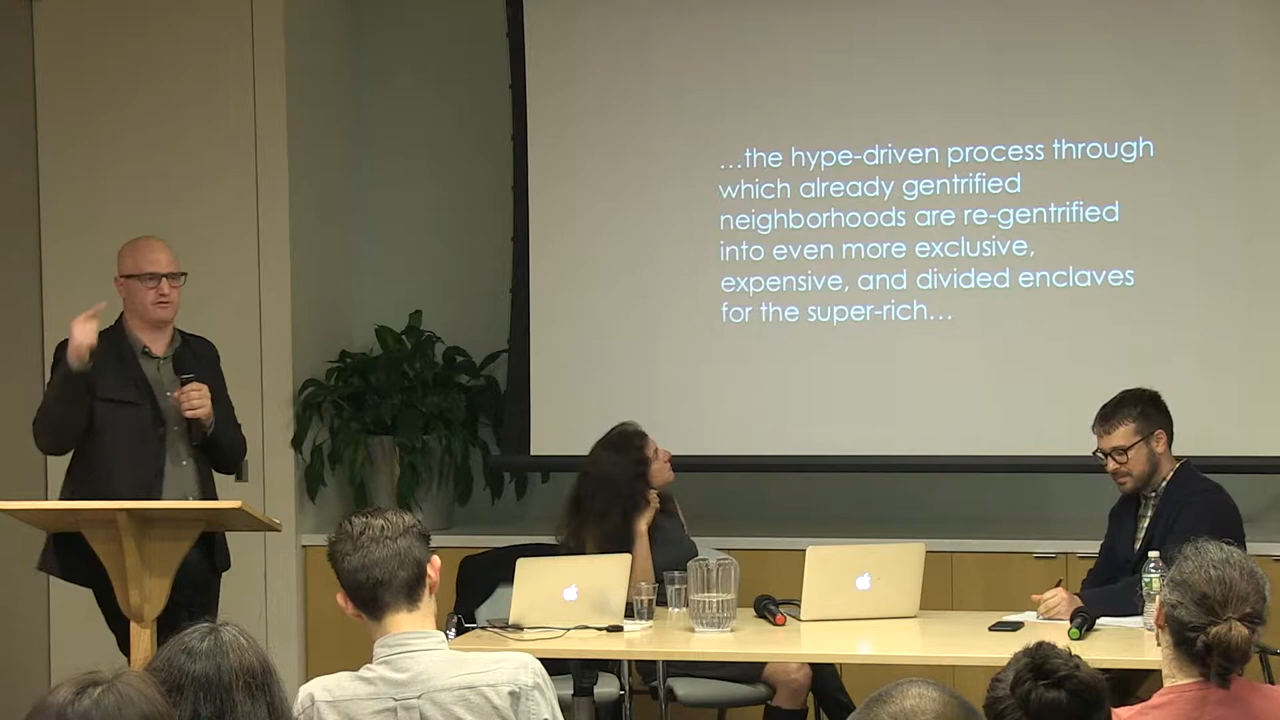 …the hype-driven process through
which already gentrified
neighborhoods are re-gentrified
into even more exclusive,
expensive, and divided enclaves
for the super-rich…